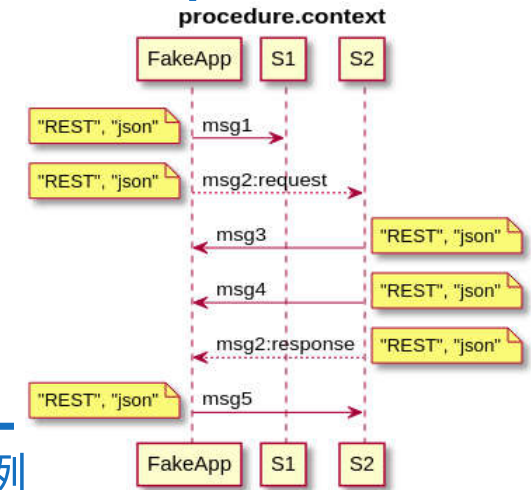 procedure.context
FakeApp S1 S2
"REST", "json" msg1
"REST", "json" msg2:request
msg3 "REST", "json"
msg4 "REST", "json"
msg2:response "REST", "json"
"REST", "json" msg5
FakeApp S1 S2
列